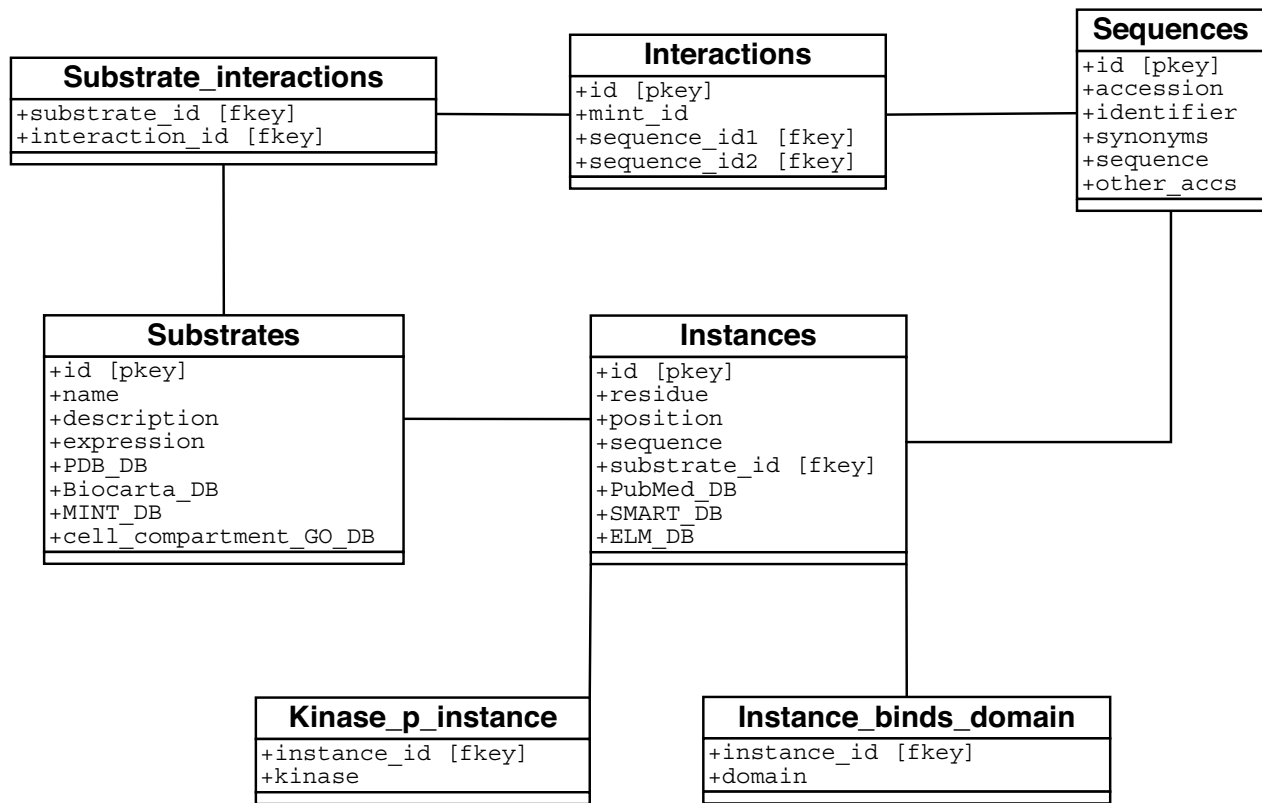 Substrate_interactions
+substrate_id [fkey]
+interaction_id [fkey]
Interactions
+id [pkey]
+mint_id
+sequence_id1 [fkey]
+sequence_id2 [fkey]
Sequences
+id [pkey]
+accession
+identifier
+synonyms
+sequence
+other_accs
Substrates
+id [pkey]
+name
+description
+expression
+PDB_DB
+Biocarta_DB
+MINT_DB
+cell_compartment_GO_DB
Instances
+id [pkey]
+residue
+position
+sequence
+substrate_id [fkey]
+PubMed_DB
+SMART_DB
+ELM_DB
Kinase_p_instance
+instance_id [fkey]
+kinase
Instance_binds_domain
+instance_id [fkey]
+domain